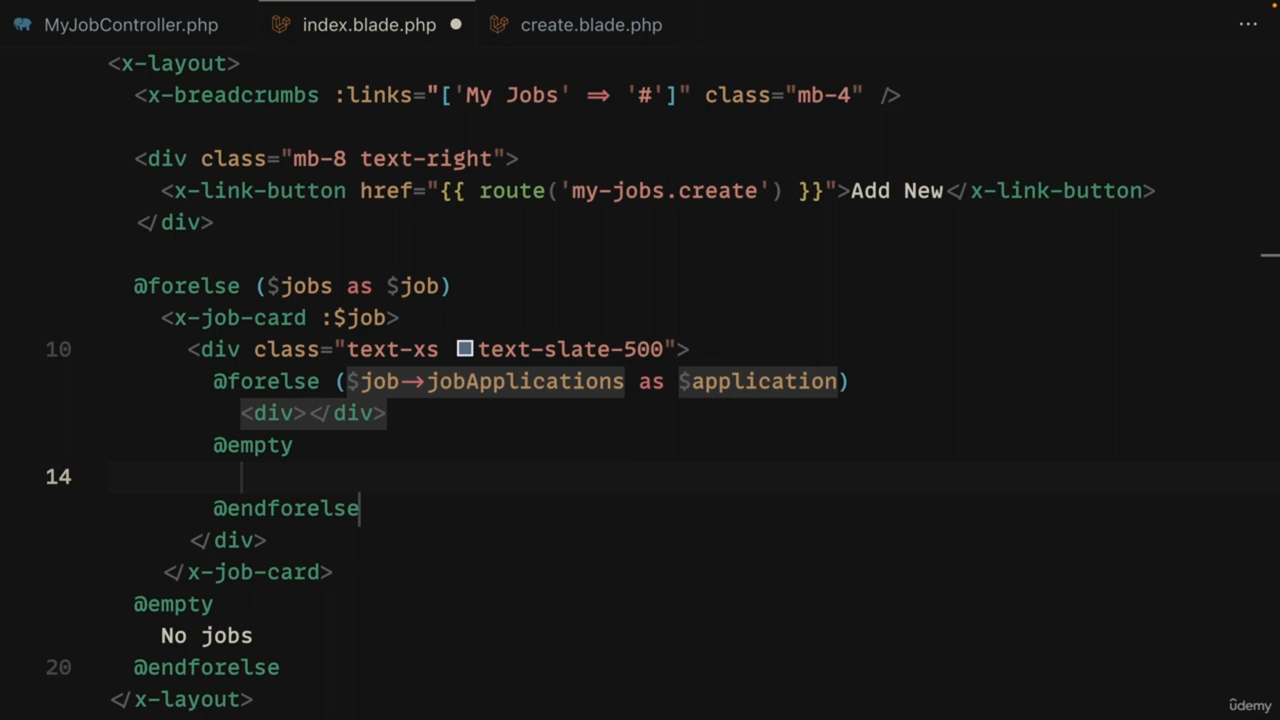 MyJobController.php index.blade.php create.blade.php ...
<x-layout>
<x-breadcrumbs :links="['My Jobs' => '#']" class="mb-4" />
<div class="mb-8 text-right">
<x-link-button href="{{ route('my-jobs.create') }}">Add New</x-link-button>
</div>
@forelse ($jobs as $job)
<x-job-card :$job>
10 <div class="text-xs text-slate-500">
@forelse ($job->jobApplications as $application)
<div></div>
@empty
14
@endforelse
</div>
</x-job-card>
@empty
No jobs
20 @endforelse
</x-layout>
ûdemy